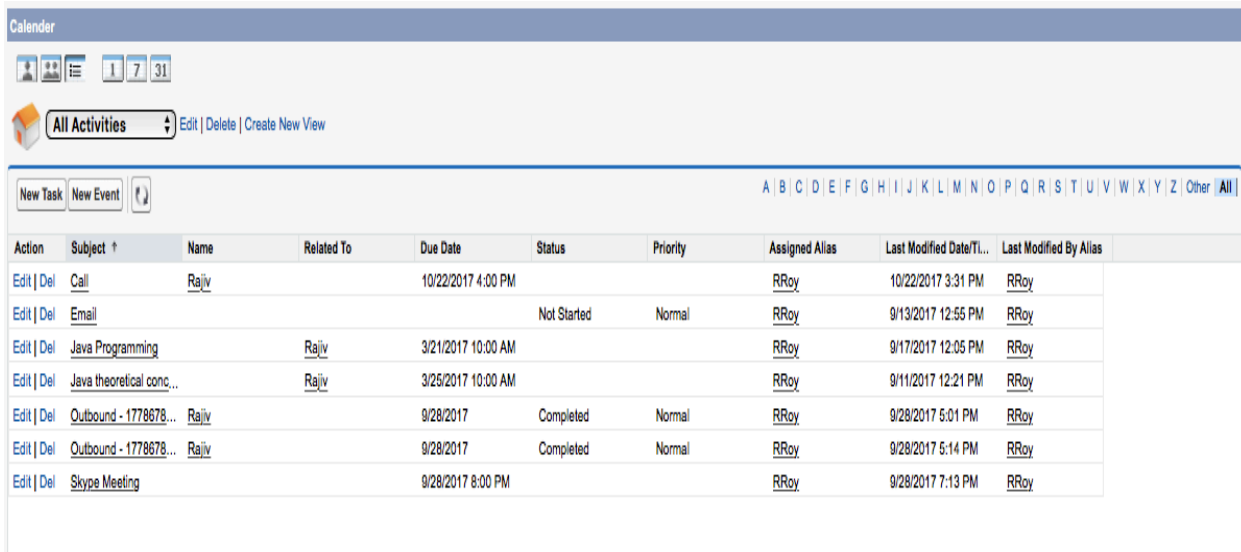 Calender
1 7 31
All Activities Edit | Delete | Create New View
New Task New Event A | B | C | D | E | F | G | H | I | J | K | L | M | N | O | P | Q | R | S | T | U | V | W | X | Y | Z | Other | All |
Action Subject ↑ Name Related To Due Date Status Priority Assigned Alias Last Modified Date/Ti... Last Modified By Alias
Edit | Del Call Rajiv 10/22/2017 4:00 PM RRoy 10/22/2017 3:31 PM RRoy
Edit | Del Email Not Started Normal RRoy 9/13/2017 12:55 PM RRoy
Edit | Del Java Programming Rajiv 3/21/2017 10:00 AM RRoy 9/17/2017 12:05 PM RRoy
Edit | Del Java theoretical conc... Rajiv 3/25/2017 10:00 AM RRoy 9/11/2017 12:21 PM RRoy
Edit | Del Outbound - 1778678... Rajiv 9/28/2017 Completed Normal RRoy 9/28/2017 5:01 PM RRoy
Edit | Del Outbound - 1778678... Rajiv 9/28/2017 Completed Normal RRoy 9/28/2017 5:14 PM RRoy
Edit | Del Skype Meeting 9/28/2017 8:00 PM RRoy 9/28/2017 7:13 PM RRoy